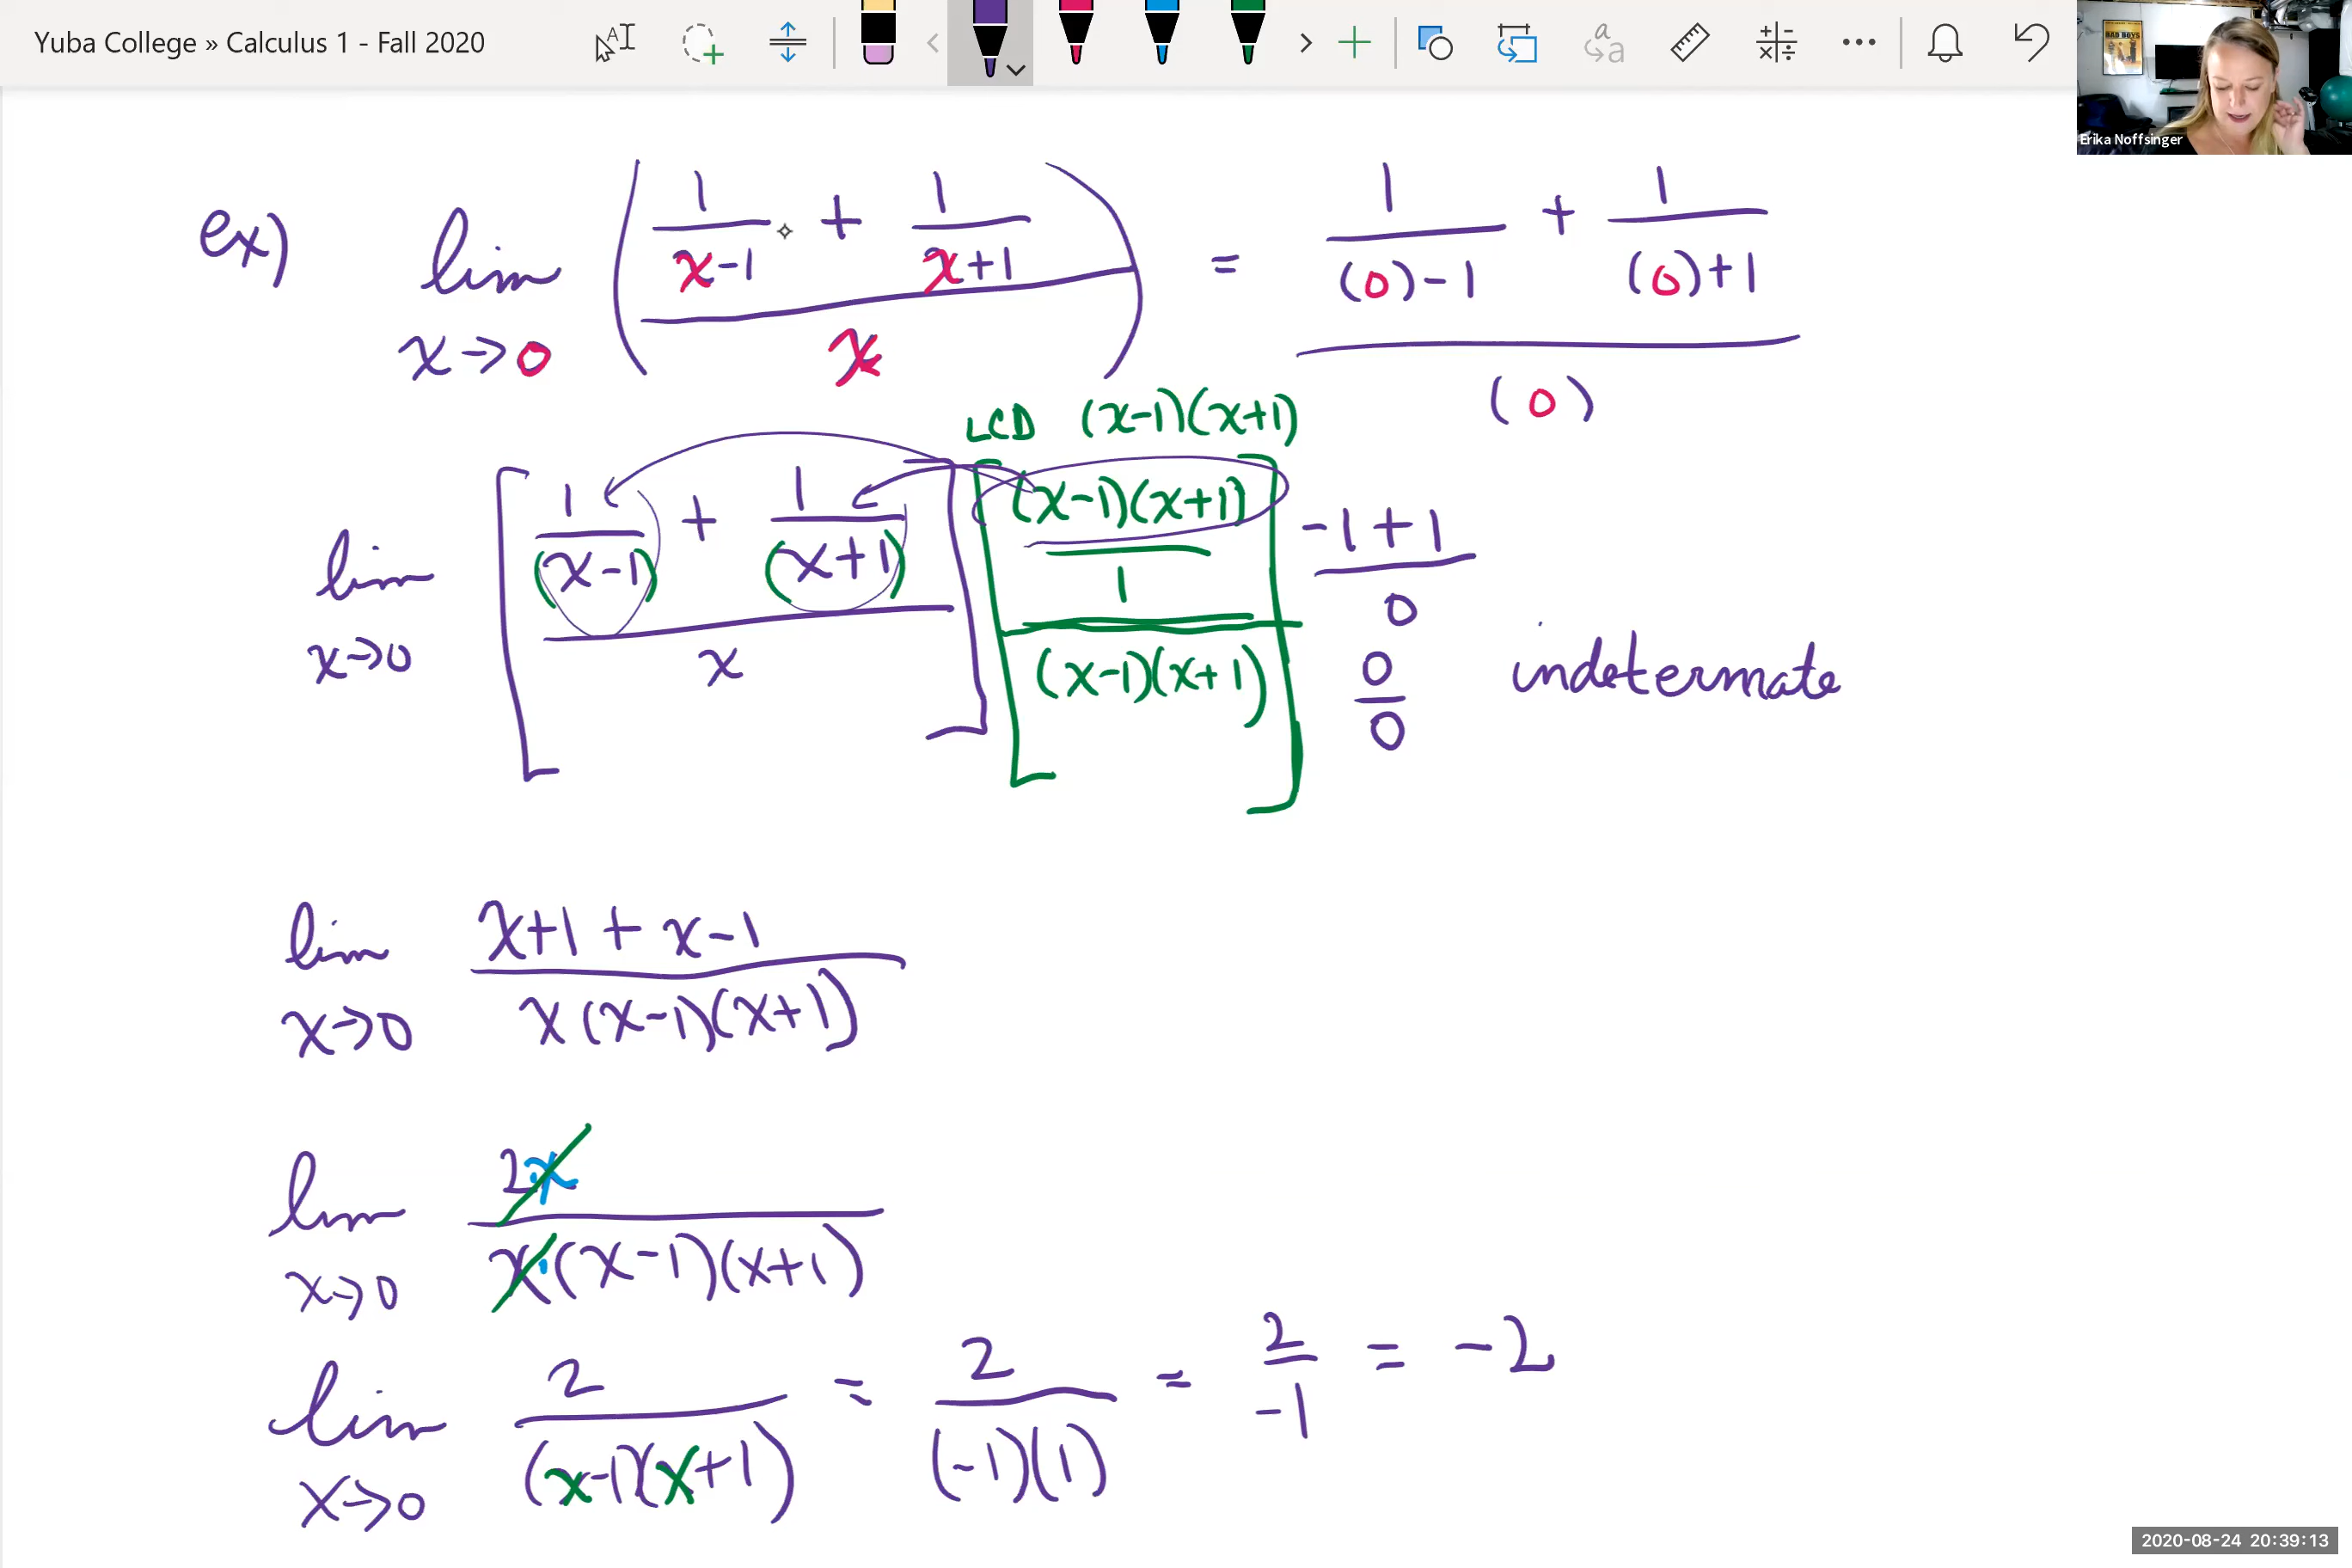 Yuba College » Calculus 1 - Fall 2020
Erika Noffsinger
BAD BOYS
ex) lim x→0 ( (1/(x-1) + 1/(x+1)) / x ) = (1/((0)-1) + 1/((0)+1)) / (0)
LCD (x-1)(x+1)
lim x→0 [ (1/(x-1) + 1/(x+1)) / x ] [ ((x-1)(x+1)/1) / ((x-1)(x+1)) ]
(-1+1)/0
0/0 indetermate
lim x→0 (x+1 + x-1) / (x(x-1)(x+1))
lim x→0 2x / (x·(x-1)(x+1))
lim x→0 2 / ((x-1)(x+1)) = 2 / ((-1)(1)) = 2/-1 = -2
2020-08-24 20:39:13